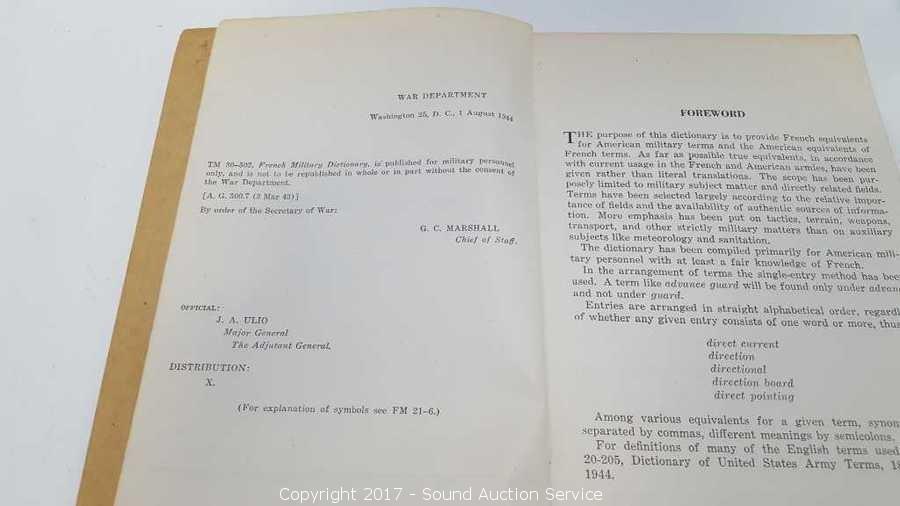 WAR DEPARTMENT
Washington 25, D. C., 1 August 1944
TM 30–502, French Military Dictionary, is published for military personnel
only, and is not to be republished in whole or in part without the consent of
the War Department.
[A. G. 300.7 (3 Mar 43)]
By order of the Secretary of War:
G. C. MARSHALL
Chief of Staff.
OFFICIAL:
J. A. ULIO
Major General
The Adjutant General.
DISTRIBUTION:
X.
(For explanation of symbols see FM 21–6.)
FOREWORD
THE purpose of this dictionary is to provide French equivalents
for American military terms and the American equivalents of
French terms. As far as possible true equivalents, in accordance
with current usage in the French and American armies, have been
given rather than literal translations. The scope has been pur-
posely limited to military subject matter and directly related fields.
Terms have been selected largely according to the relative impor-
tance of fields and the availability of authentic sources of informa-
tion. More emphasis has been put on tactics, terrain, weapons,
transport, and other strictly military matters than on auxiliary
subjects like meteorology and sanitation.
The dictionary has been compiled primarily for American mili-
tary personnel with at least a fair knowledge of French.
In the arrangement of terms the single-entry method has been
used. A term like advance guard will be found only under advan
and not under guard.
Entries are arranged in straight alphabetical order, regardl
of whether any given entry consists of one word or more, thus
direct current
direction
directional
direction board
direct pointing
Among various equivalents for a given term, synon
separated by commas, different meanings by semicolons.
For definitions of many of the English terms used
20-205, Dictionary of United States Army Terms, 18
1944.
Copyright 2017 - Sound Auction Service